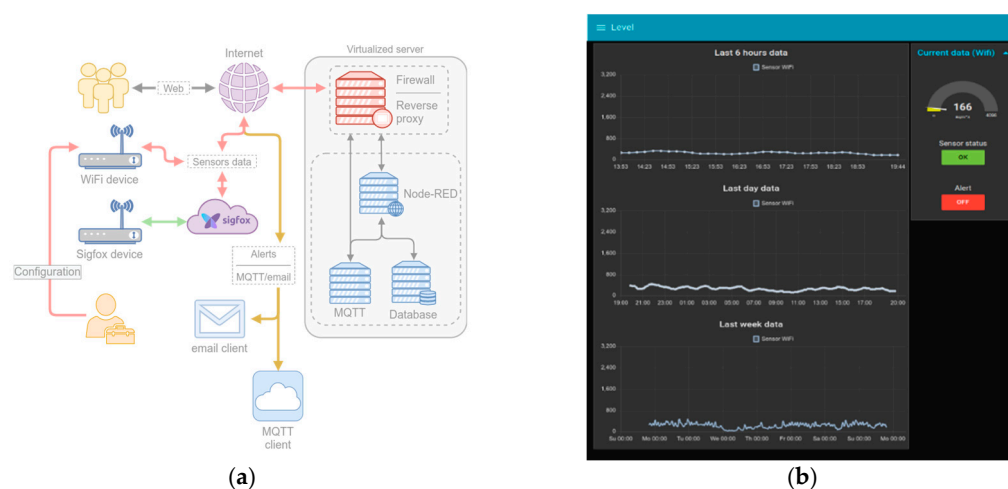 Internet
Virtualized server
Web
Firewall
Reverse
proxy
Sensors data
WiFi device
Node-RED
sigfox
Sigfox device
Alerts
MQTT/email
Configuration
MQTT
Database
email client
MQTT
client
(a)
Level
Last 6 hours data
Sensor WiFi
3,200
2,400
1,600
800
0
13:53 14:23 14:53 15:23 15:53 16:23 16:53 17:23 17:53 18:23 18:53 19:44
Last day data
Sensor WiFi
3,200
2,400
1,600
800
0
19:00 21:00 23:00 01:00 03:00 05:00 07:00 09:00 11:00 13:00 15:00 17:00 20:00
Last week data
Sensor WiFi
3,200
2,400
1,600
800
0
Su 00:00 Mo 00:00 Tu 00:00 We 00:00 Th 00:00 Fr 00:00 Sa 00:00 Su 00:00 Mo 00:00
Current data (Wifi)
166
0
Sensor status
OK
Alert
OFF
(b)